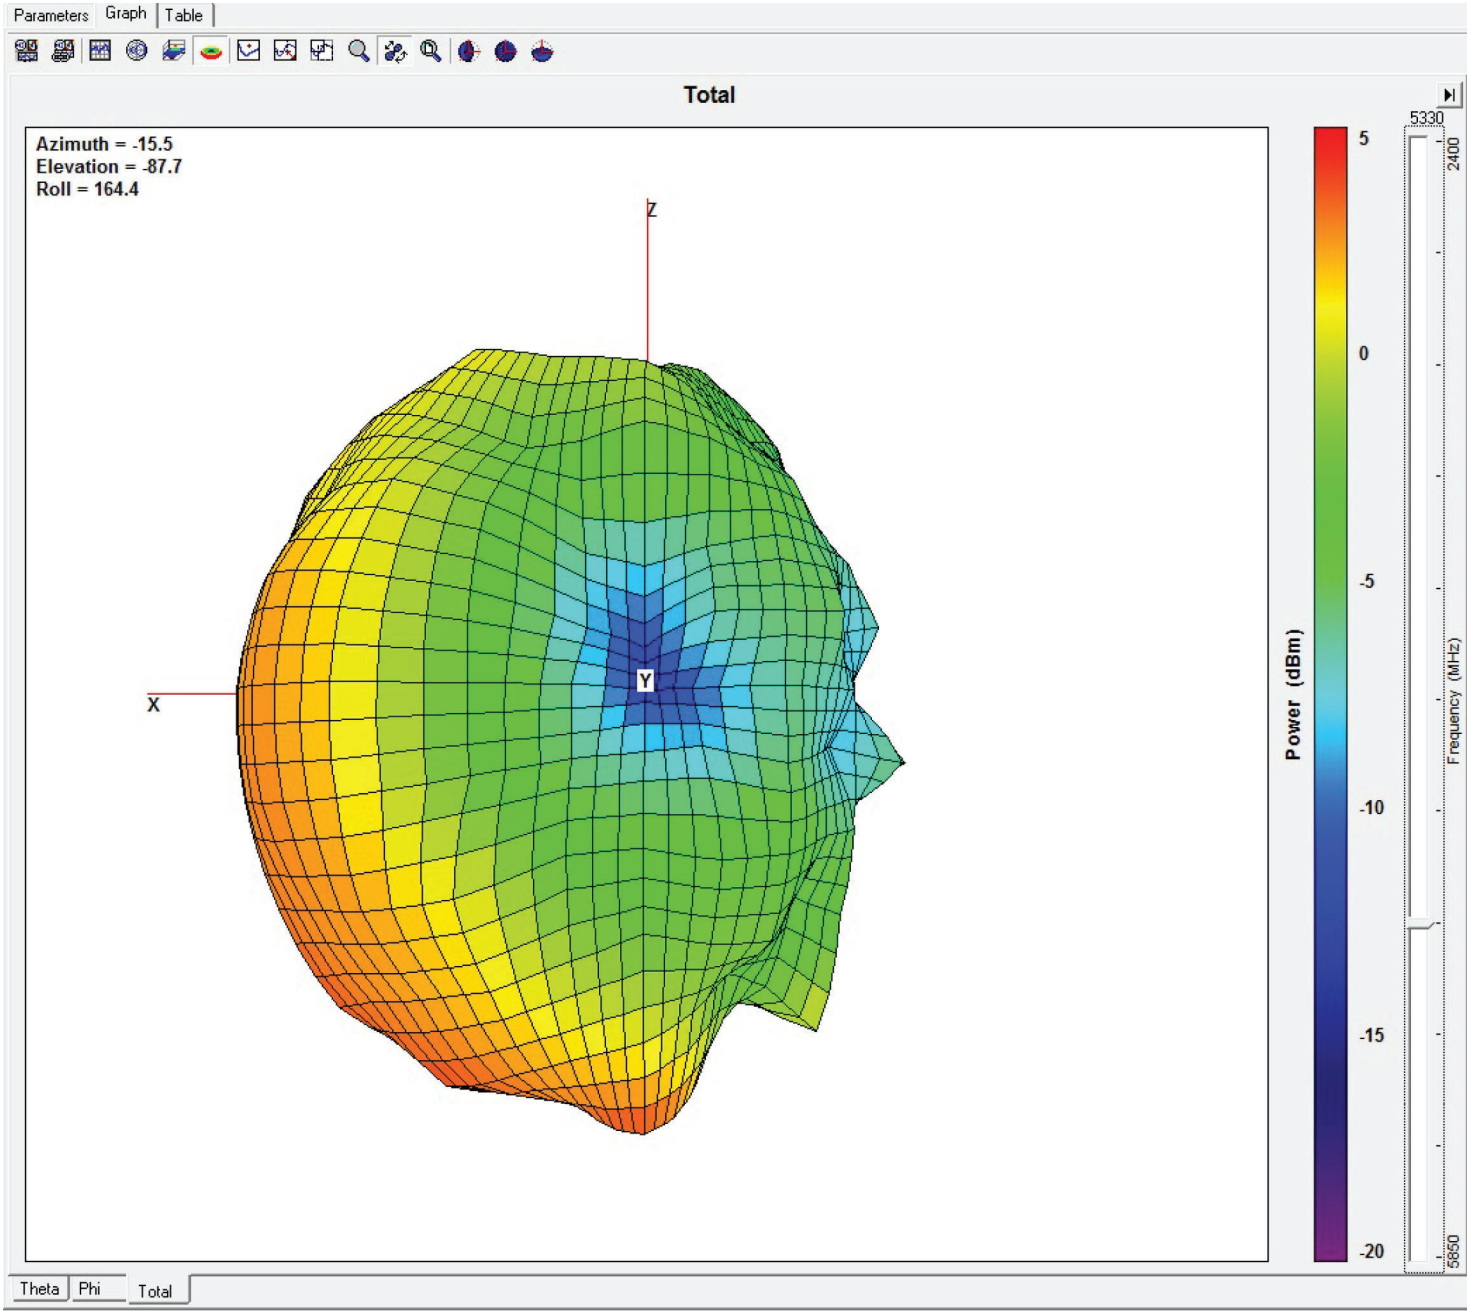 Parameters Graph Table
Total
5330
Azimuth = -15.5
Elevation = -87.7
Roll = 164.4
Z
X
Y
5
0
-5
-10
-15
-20
Power (dBm)
2400
Frequency (MHz)
5850
Theta Phi Total